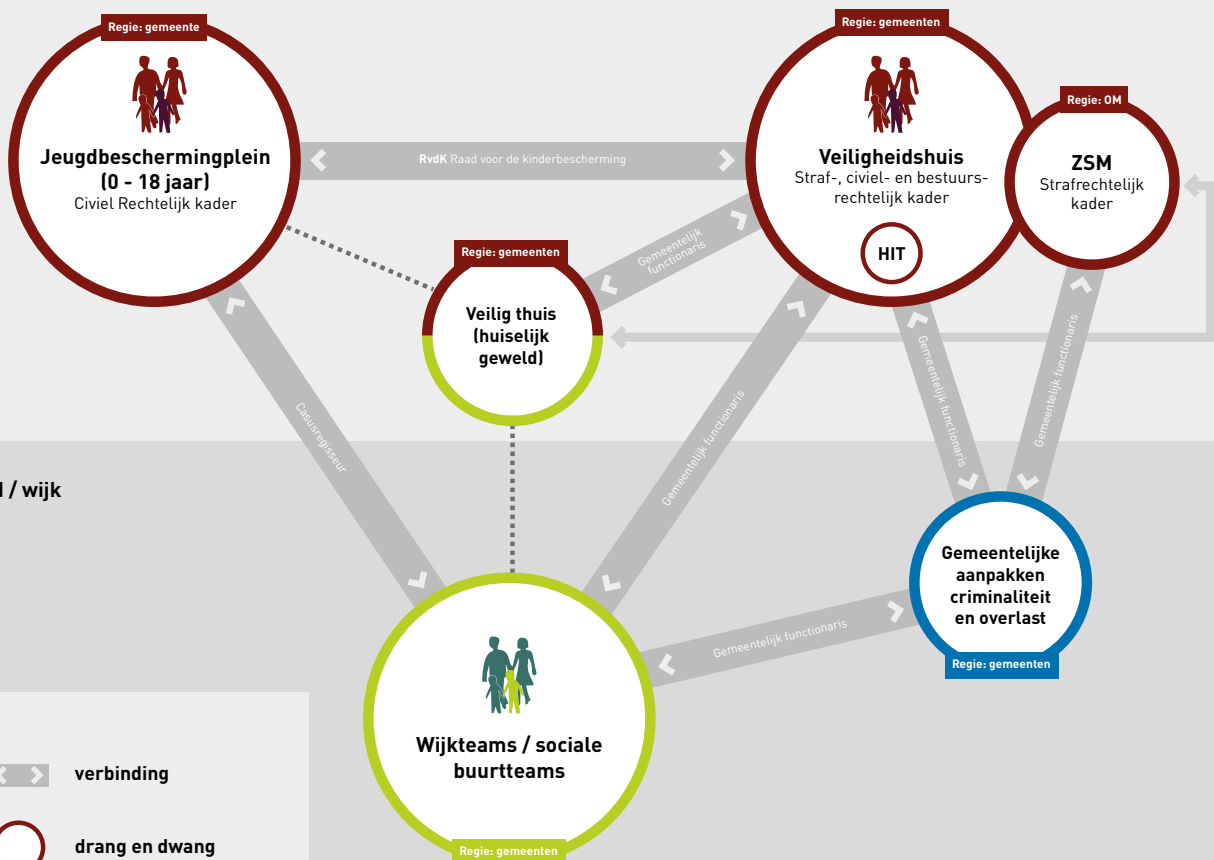 Regie: gemeente
Jeugdbeschermingplein
(0 - 18 jaar)
Civiel Rechtelijk kader
RvdK Raad voor de kinderbescherming
Regie: gemeenten
Veiligheidshuis
Straf-, civiel- en bestuurs-
rechtelijk kader
HIT
Regie: OM
ZSM
Strafrechtelijk
kader
Regie: gemeenten
Veilig thuis
(huiselijk
geweld)
Gemeentelijk
functionaris
Casusregisseur
Gemeentelijk functionaris
Gemeentelijk functionaris
Gemeentelijk functionaris
/ wijk
Gemeentelijke
aanpakken
criminaliteit
en overlast
Regie: gemeenten
Gemeentelijk functionaris
Wijkteams / sociale
buurtteams
Regie: gemeenten
verbinding
drang en dwang